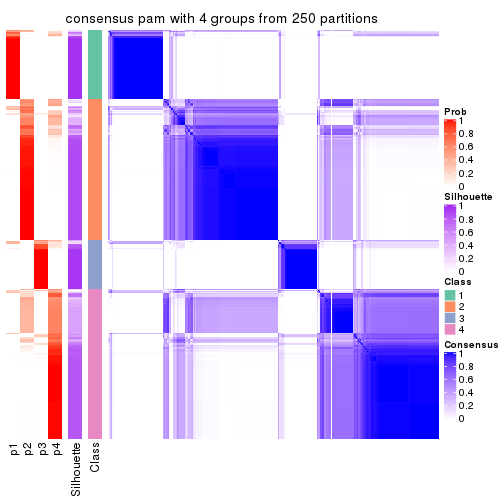 consensus pam with 4 groups from 250 partitions
Prob
1
0.8
0.6
0.4
0.2
0
Silhouette
1
0.8
0.6
0.4
0.2
0
Class
1
2
3
4
Consensus
1
0.8
0.6
0.4
0.2
0
p1
p2
p3
p4
Silhouette
Class